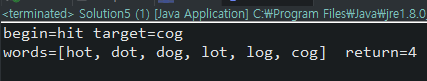 <terminated> Solution5 (1) [Java Application] C:₩Program Files₩Java₩jre1.8.0_
begin=hit target=cog
words=[hot, dot, dog, lot, log, cog]  return=4